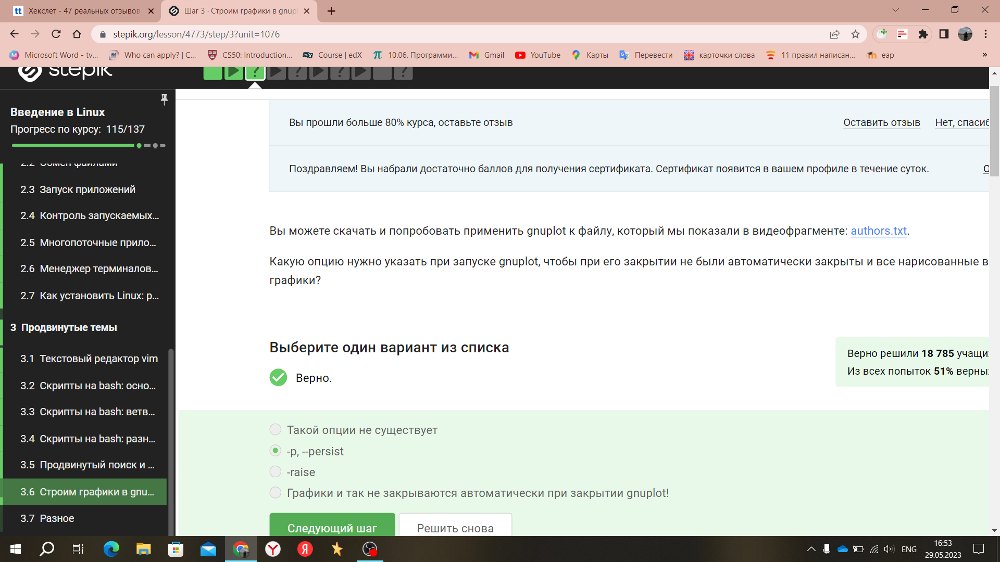 Хекслет - 47 реальных отзывов
Шаг 3 · Строим графики в gnupl
stepik.org/lesson/4773/step/3?unit=1076
Microsoft Word - tv...
Who can apply? | C...
CS50: Introduction...
edX
Course | edX
10.06. Программи...
Gmail
YouTube
Карты
Перевести
карточки слова
11 правил написан...
eap
»
stepik
Введение в Linux
Прогресс по курсу: 115/137
2.2 Обмен файлами
2.3 Запуск приложений
2.4 Контроль запускаемых...
2.5 Многопоточные прило...
2.6 Менеджер терминалов...
2.7 Как установить Linux: р...
3 Продвинутые темы
3.1 Текстовый редактор vim
3.2 Скрипты на bash: осно...
3.3 Скрипты на bash: ветв...
3.4 Скрипты на bash: разн...
3.5 Продвинутый поиск и ...
3.6 Строим графики в gnu...
3.7 Разное
Вы прошли больше 80% курса, оставьте отзыв
Оставить отзыв
Нет, спасиб
Поздравляем! Вы набрали достаточно баллов для получения сертификата. Сертификат появится в вашем профиле в течение суток.
О
Вы можете скачать и попробовать применить gnuplot к файлу, который мы показали в видеофрагменте: authors.txt.
Какую опцию нужно указать при запуске gnuplot, чтобы при его закрытии не были автоматически закрыты и все нарисованные в
графики?
Выберите один вариант из списка
Верно.
Верно решили 18 785 учащи
Из всех попыток 51% верны
Такой опции не существует
-p, --persist
-raise
Графики и так не закрываются автоматически при закрытии gnuplot!
Следующий шаг
Решить снова
ENG
16:53
29.05.2023